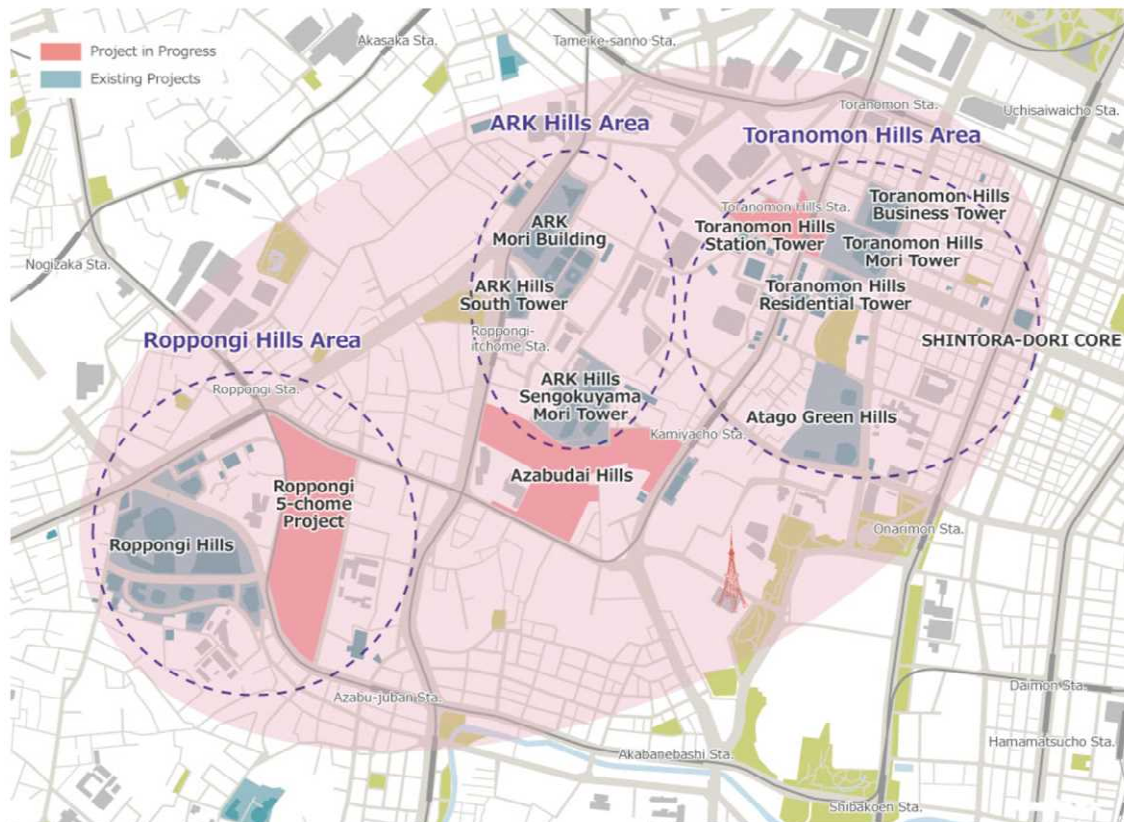 Project in Progress
Existing Projects
Akasaka Sta.
Tameike-sanno Sta.
Toranomon Sta.
Uchisaiwaicho Sta.
ARK Hills Area
Toranomon Hills Area
ARK
Mori Building
Toranomon Hills Sta.
Toranomon Hills
Business Tower
Toranomon Hills
Station Tower
Toranomon Hills
Mori Tower
Nogizaka Sta.
ARK Hills
South Tower
Toranomon Hills
Residential Tower
Roppongi-
itchome Sta.
Roppongi Hills Area
SHINTORA-DORI CORE
Roppongi Sta.
ARK Hills
Sengokuyama
Mori Tower
Atago Green Hills
Kamiyacho Sta.
Azabudai Hills
Roppongi
5-chome
Project
Onarimon Sta.
Roppongi Hills
Azabu-juban Sta.
Daimon Sta.
Akabanebashi Sta.
Hamamatsucho Sta.
Shibakoen Sta.